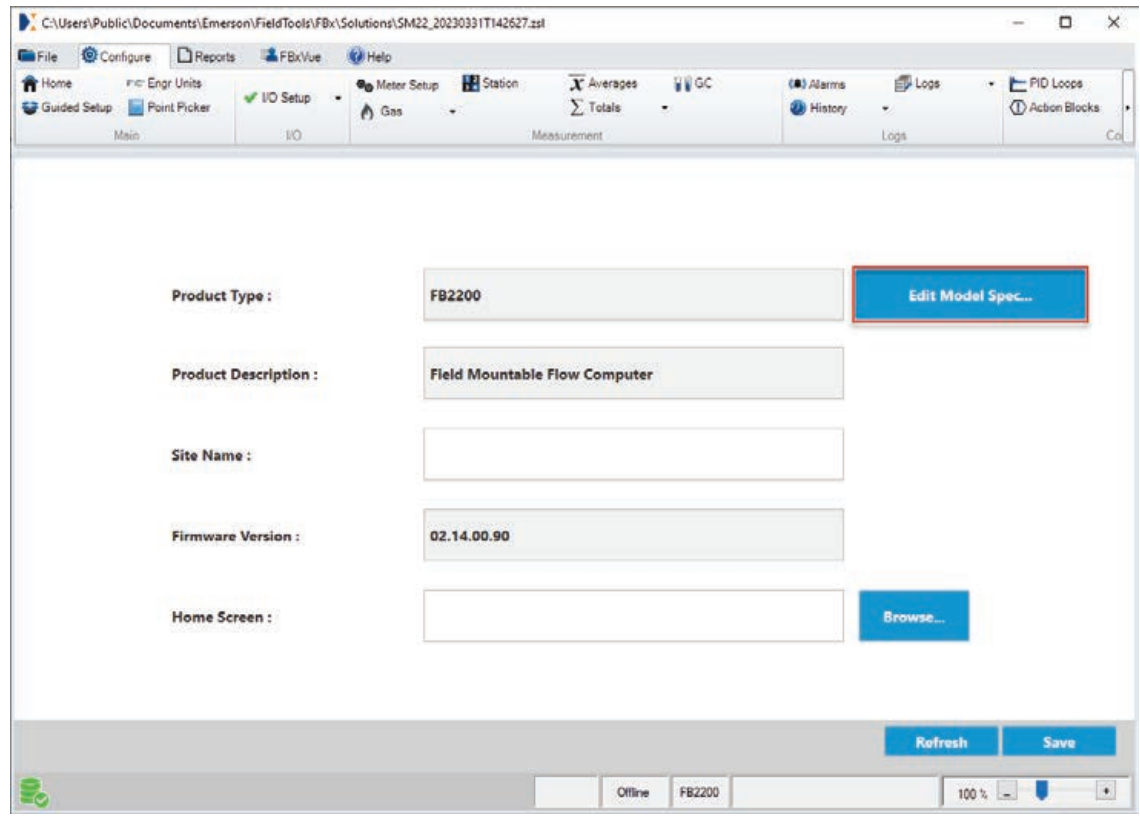 C:\Users\Public\Documents\Emerson\FieldTools\FBx\Solutions\SM22_20230331T142627.zsl
File Configure Reports FBxVue Help
Home Engr Units I/O Setup Meter Setup Station Averages GC Alarms Logs PID Loops
Guided Setup Point Picker Gas Totals History Action Blocks
Main I/O Measurement Logs Co
Product Type : FB2200 Edit Model Spec...
Product Description : Field Mountable Flow Computer
Site Name :
Firmware Version : 02.14.00.90
Home Screen : Browse...
Refresh Save
Offline FB2200 100 %